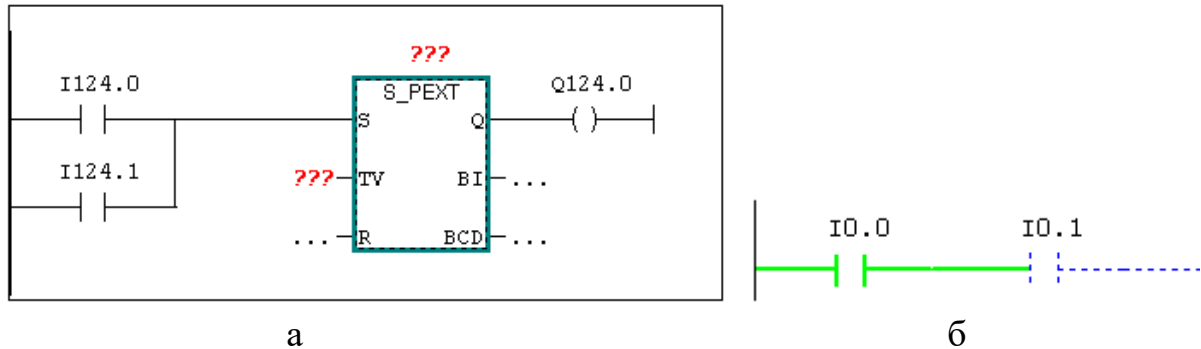 ???
I124.0
S_PEXT
Q124.0
S
Q
I124.1
???
TV
BI
...
...
R
BCD
...
I0.0
I0.1
а
б